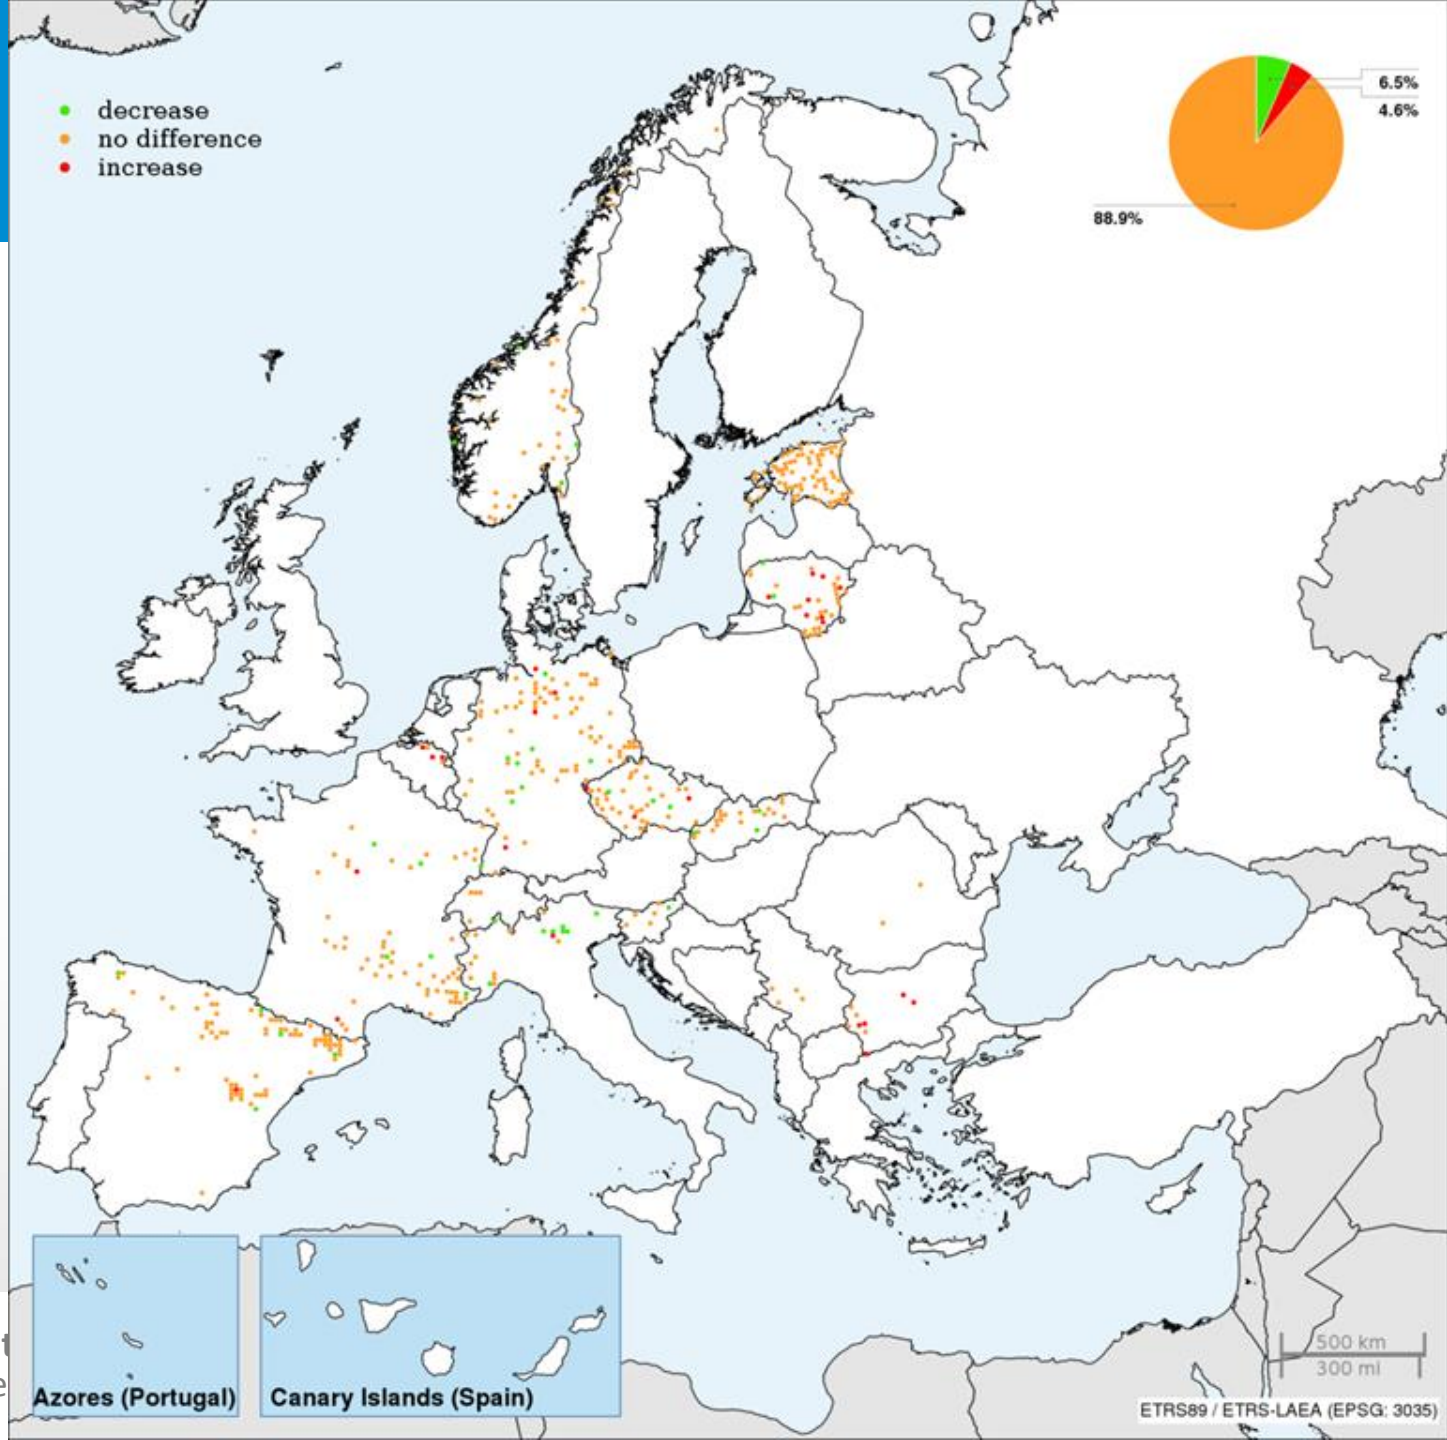 decrease
no difference
increase
6.5%
4.6%
88.9%
Azores (Portugal)
Canary Islands (Spain)
500 km
300 mi
ETRS89 / ETRS-LAEA (EPSG: 3035)